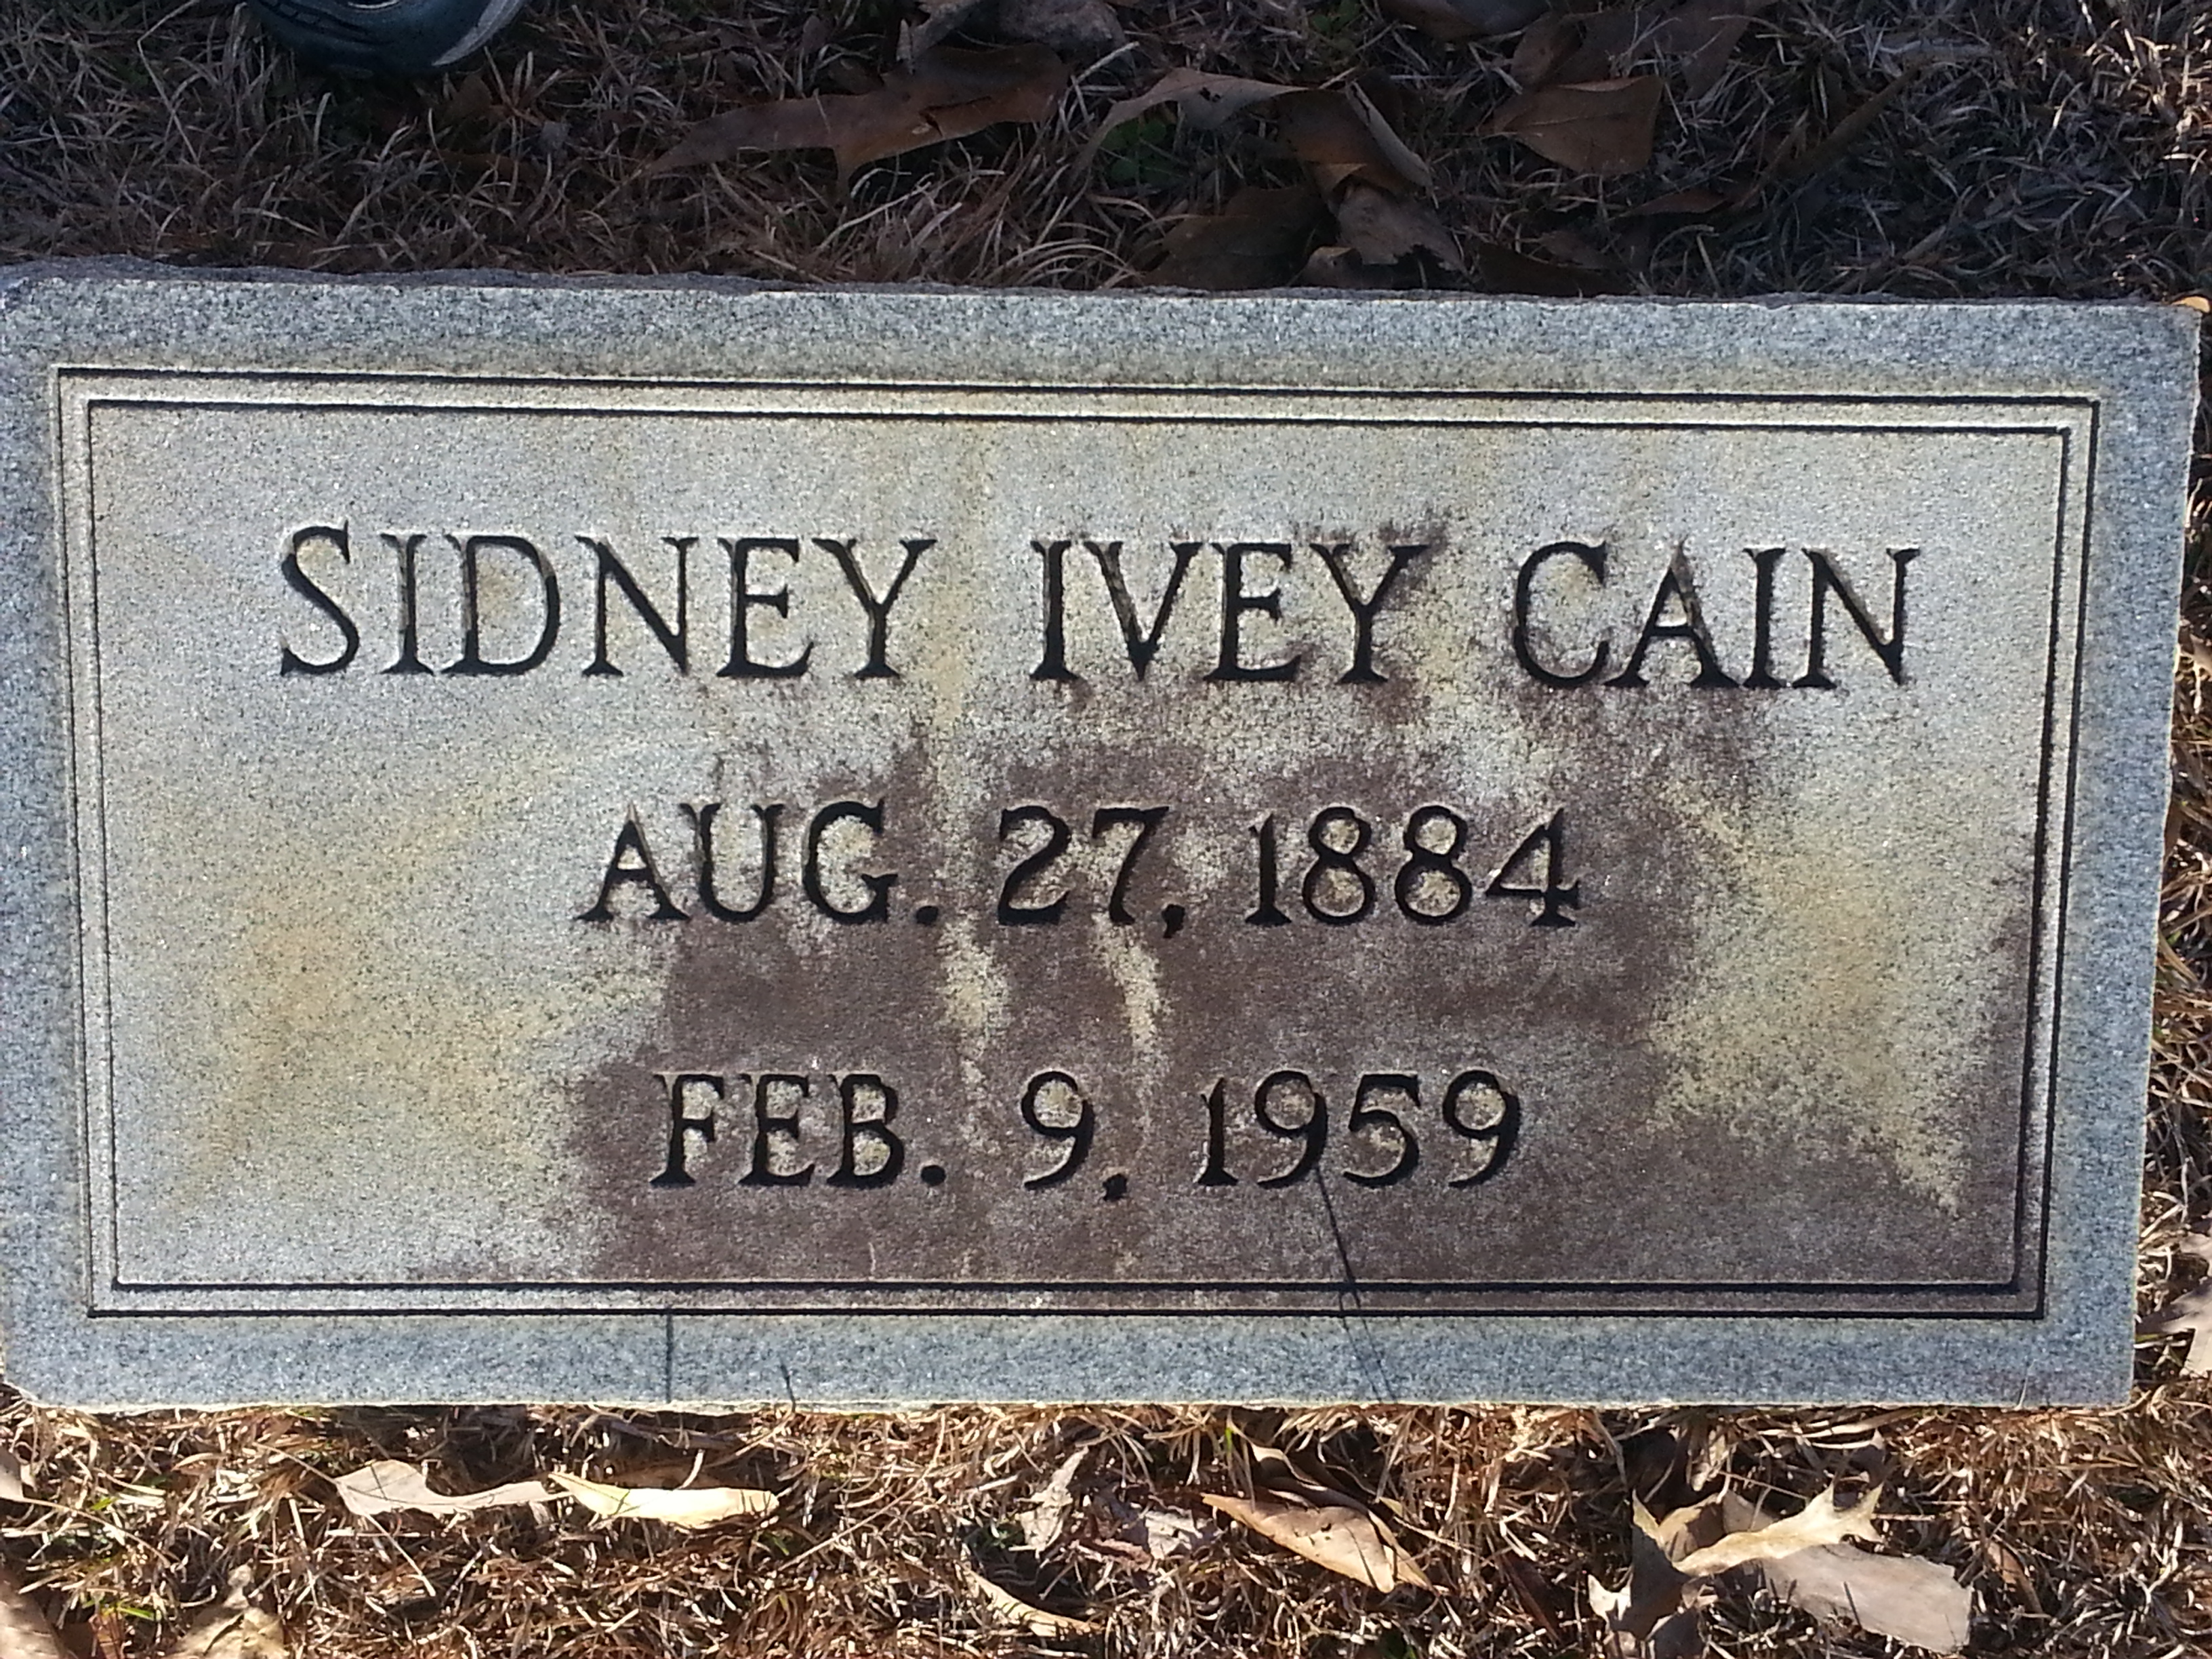 SIDNEY IVEY CAIN
AUG. 27, 1884
FEB. 9, 1959